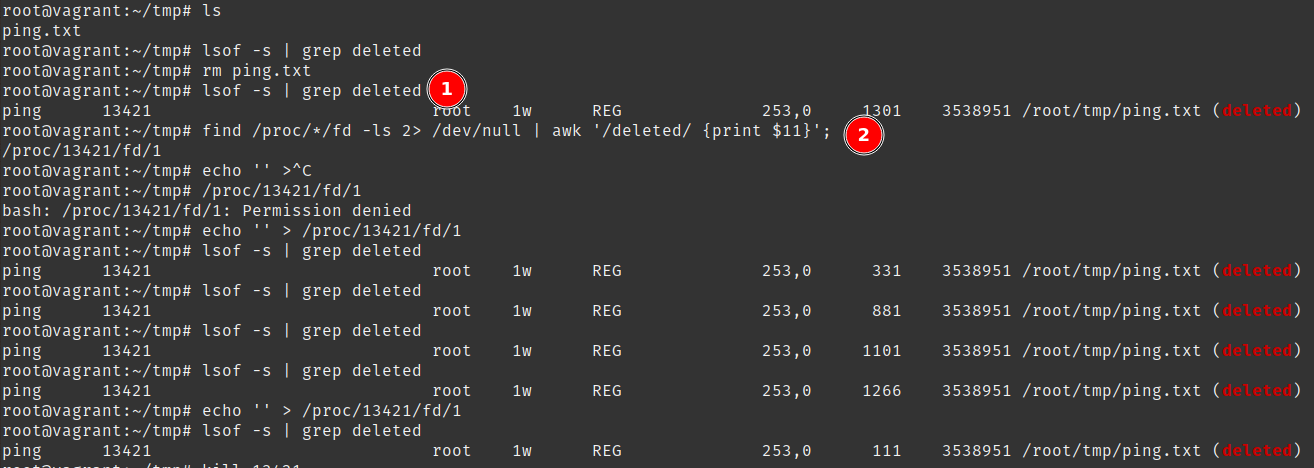 root@vagrant:~/tmp# ls
ping.txt
root@vagrant:~/tmp# lsof -s | grep deleted
root@vagrant:~/tmp# rm ping.txt
root@vagrant:~/tmp# lsof -s | grep deleted 1
ping 13421 root 1w REG 253,0 1301 3538951 /root/tmp/ping.txt (deleted)
root@vagrant:~/tmp# find /proc/*/fd -ls 2> /dev/null | awk '/deleted/ {print $11}'; 2
/proc/13421/fd/1
root@vagrant:~/tmp# echo '' >^C
root@vagrant:~/tmp# /proc/13421/fd/1
bash: /proc/13421/fd/1: Permission denied
root@vagrant:~/tmp# echo '' > /proc/13421/fd/1
root@vagrant:~/tmp# lsof -s | grep deleted
ping 13421 root 1w REG 253,0 331 3538951 /root/tmp/ping.txt (deleted)
root@vagrant:~/tmp# lsof -s | grep deleted
ping 13421 root 1w REG 253,0 881 3538951 /root/tmp/ping.txt (deleted)
root@vagrant:~/tmp# lsof -s | grep deleted
ping 13421 root 1w REG 253,0 1101 3538951 /root/tmp/ping.txt (deleted)
root@vagrant:~/tmp# lsof -s | grep deleted
ping 13421 root 1w REG 253,0 1266 3538951 /root/tmp/ping.txt (deleted)
root@vagrant:~/tmp# echo '' > /proc/13421/fd/1
root@vagrant:~/tmp# lsof -s | grep deleted
ping 13421 root 1w REG 253,0 111 3538951 /root/tmp/ping.txt (deleted)
root@vagrant:~/tmp# kill 13421